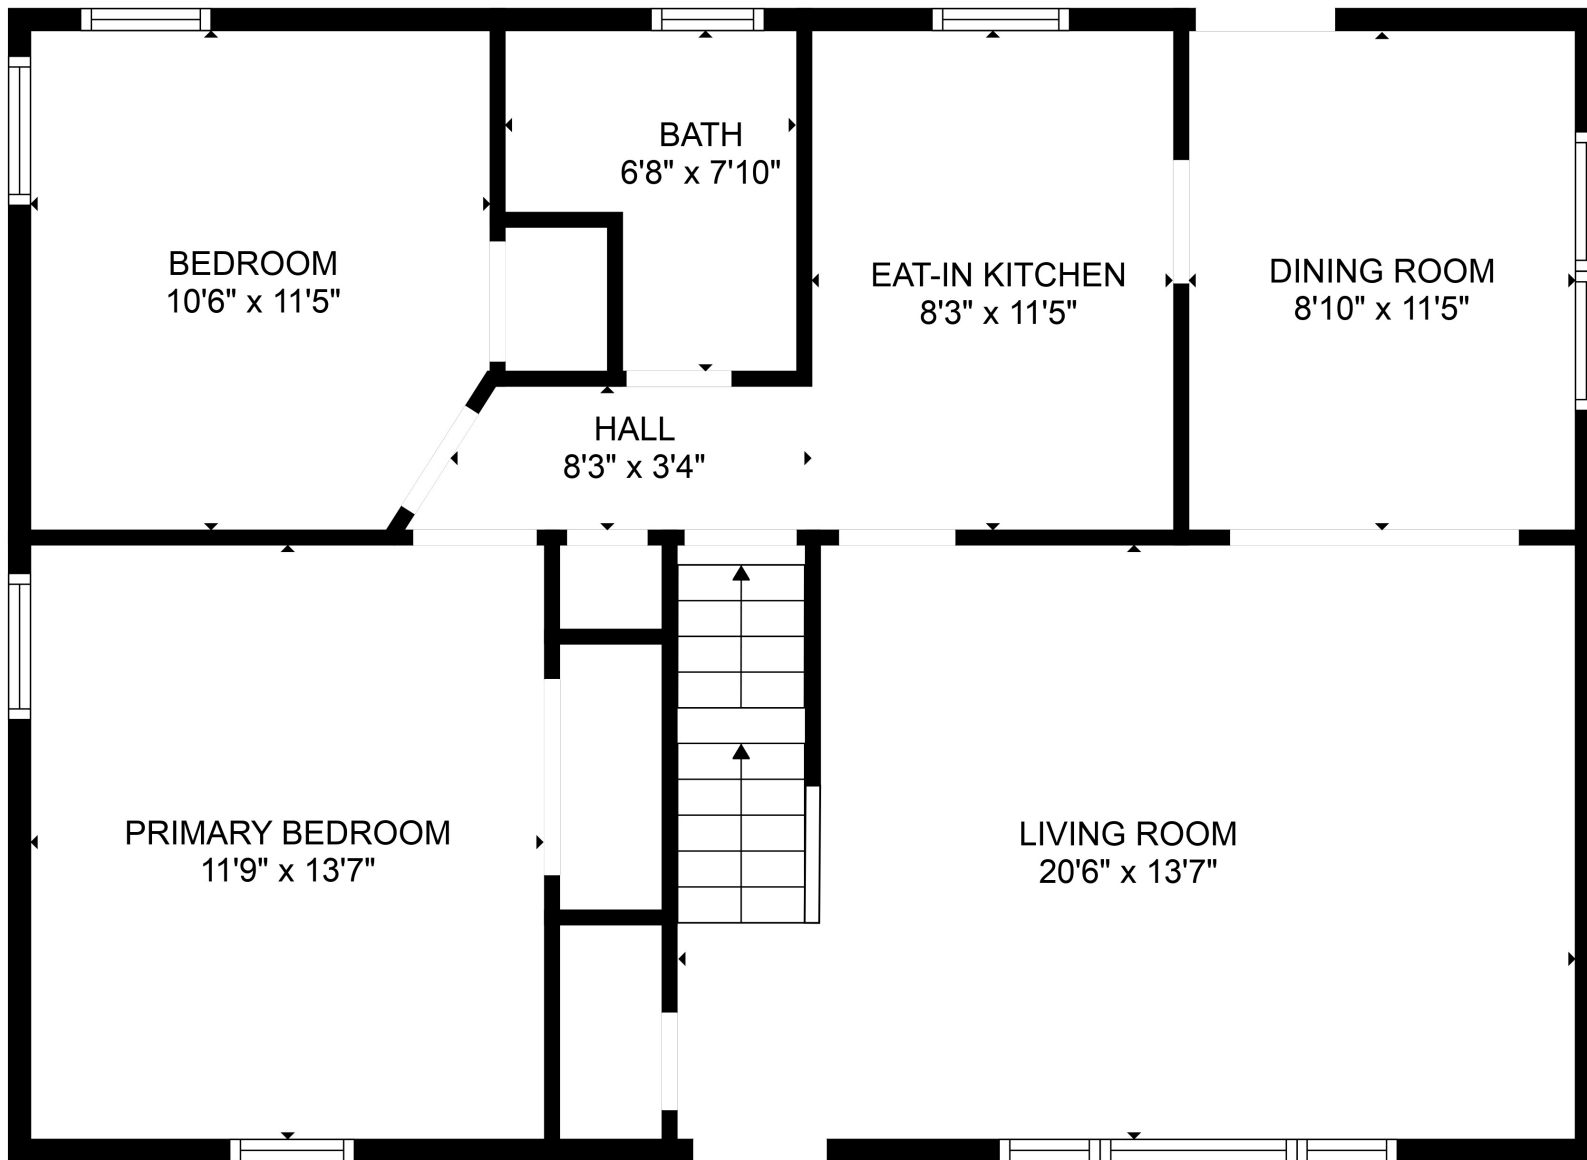 BATH
6'8" x 7'10"
BEDROOM
10'6" x 11'5"
EAT-IN KITCHEN
8'3" x 11'5"
DINING ROOM
8'10" x 11'5"
HALL
8'3" x 3'4"
PRIMARY BEDROOM
11'9" x 13'7"
LIVING ROOM
20'6" x 13'7"